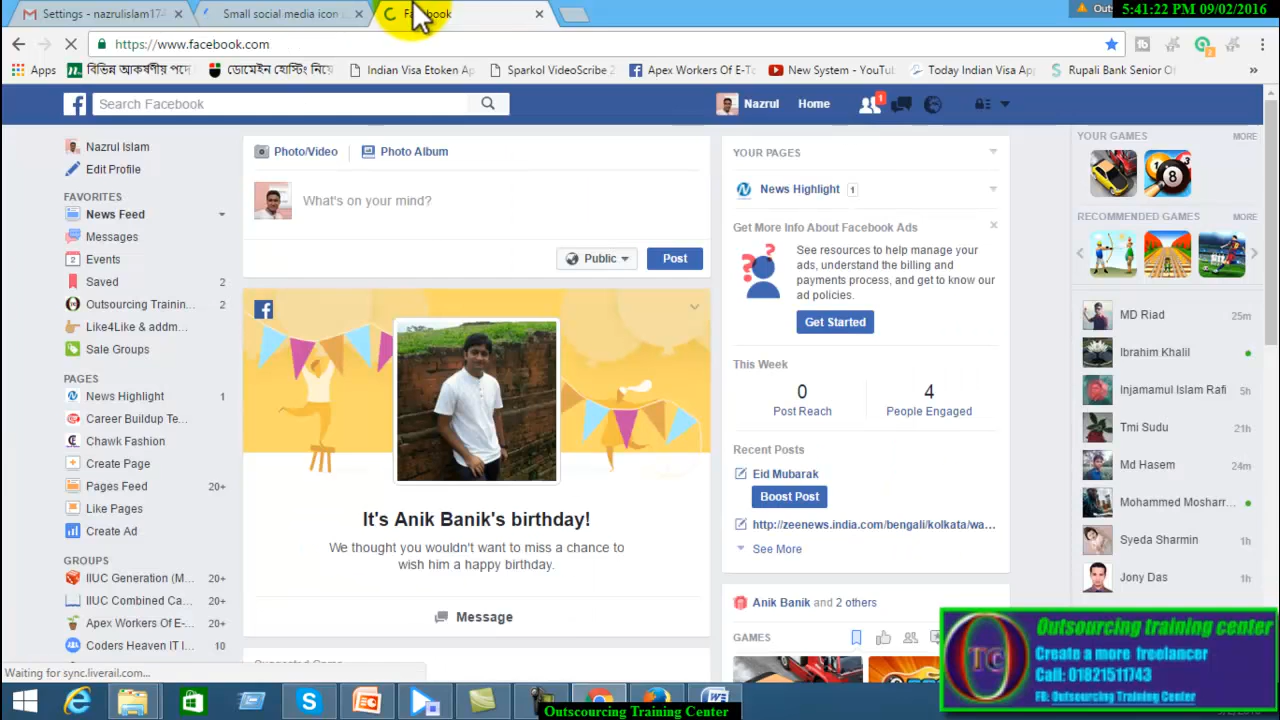 Settings - nazrulislam17
Small social media icon
Facebook
Outs
5:41:22 PM 09/02/2016
https://www.facebook.com
Apps
বিভিন্ন আকর্ষণীয় পদে
ডোমেইন হোস্টিং নিয়ে
Indian Visa Etoken Ap
Sparkol VideoScribe 2
Apex Workers Of E-To
New System - YouTub
Today Indian Visa App
Rupali Bank Senior Of
»
Search Facebook
Nazrul
Home
1
Nazrul Islam
Edit Profile
FAVORITES
News Feed
Messages
Events
Saved 2
Outsourcing Trainin... 2
Like4Like & addm...
Sale Groups
PAGES
News Highlight 1
Career Buildup Te...
Chawk Fashion
Create Page
Pages Feed 20+
Like Pages
Create Ad
GROUPS
IIUC Generation (M... 20+
IIUC Combined Ca... 20+
Apex Workers Of E-... 20+
Coders Heaven IT I... 10
Photo/Video
Photo Album
What's on your mind?
Public
Post
It's Anik Banik's birthday!
We thought you wouldn't want to miss a chance to
wish him a happy birthday.
Message
YOUR PAGES
News Highlight 1
Get More Info About Facebook Ads
See resources to help manage your
ads, understand the billing and
payments process, and get to know our
ad policies.
Get Started
This Week
0
Post Reach
4
People Engaged
Recent Posts
Eid Mubarak
Boost Post
http://zeenews.india.com/bengali/kolkata/wa...
See More
Anik Banik and 2 others
GAMES
YOUR GAMES MORE
RECOMMENDED GAMES MORE
MD Riad 25m
Ibrahim Khalil
Injamamul Islam Rafi 5h
Tmi Sudu 21h
Md Hasem 24m
Mohammed Mosharr...
Syeda Sharmin 1h
Jony Das 1h
TC
Outsourcing training center
Create a more freelancer
Call: 01821511743
FB: Outsourcing Training Center
Waiting for sync.liverail.com...
Outscourcing Training Center